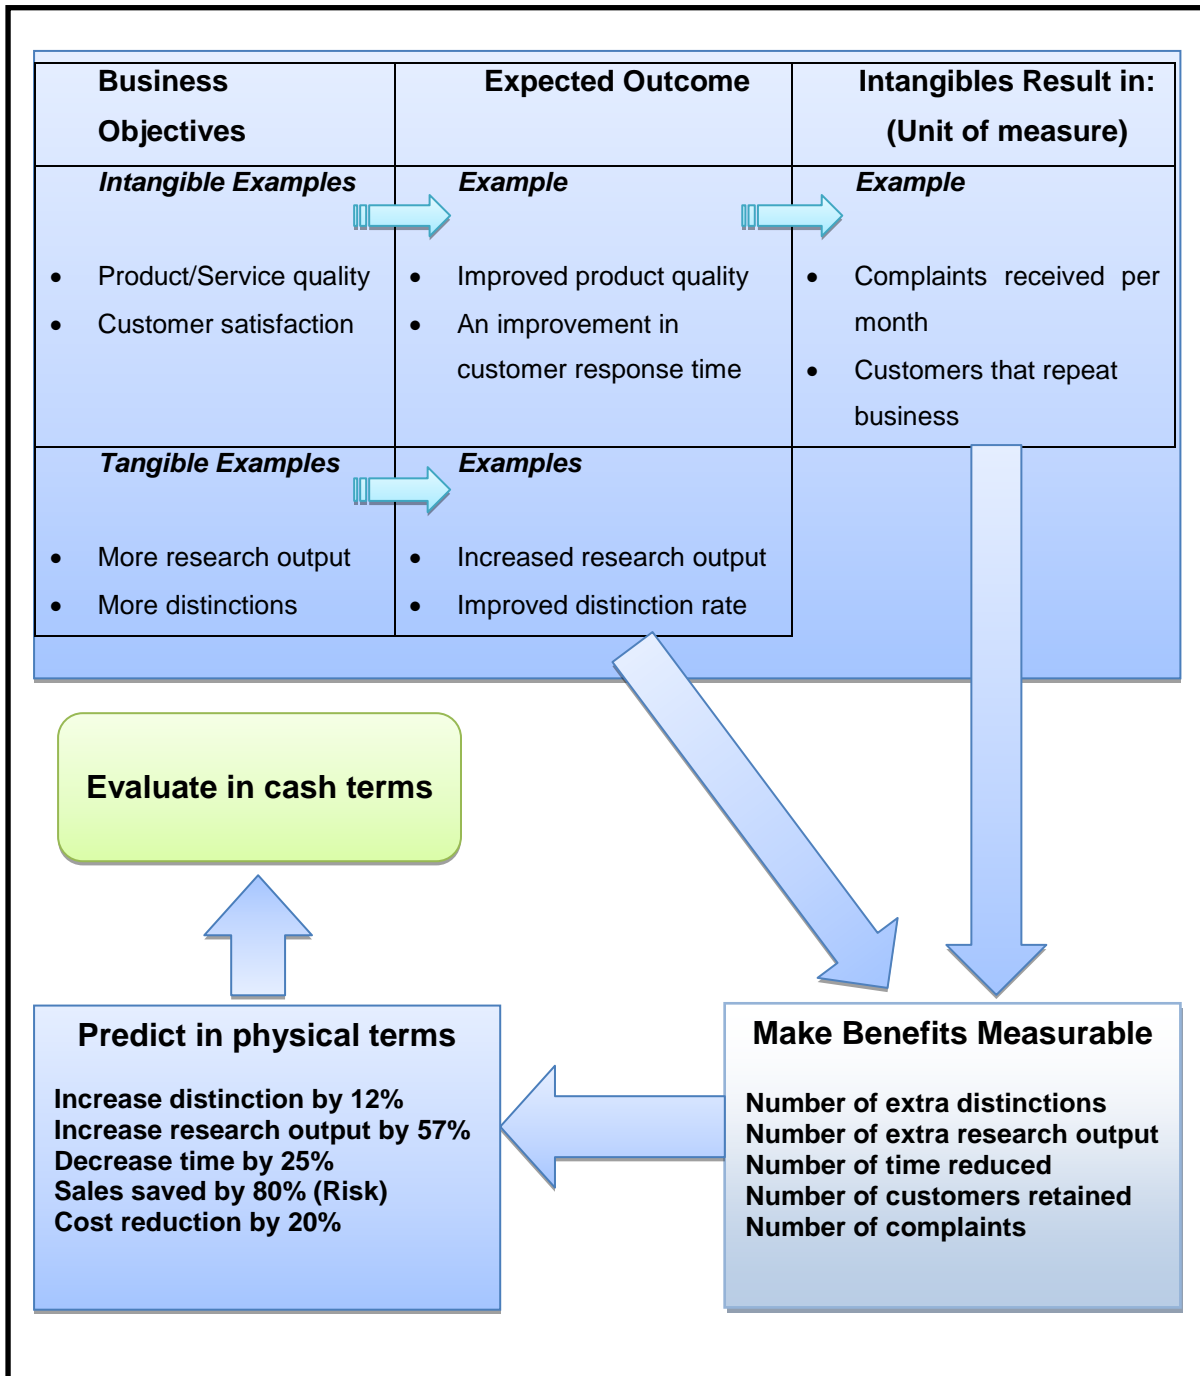 Business
Objectives
Expected Outcome
Intangibles Result in:
(Unit of measure)
Intangible Examples
• Product/Service quality
• Customer satisfaction
Example
• Improved product quality
• An improvement in
customer response time
Example
• Complaints received per
month
• Customers that repeat
business
Tangible Examples
• More research output
• More distinctions
Examples
• Increased research output
• Improved distinction rate
Evaluate in cash terms
Predict in physical terms
Increase distinction by 12%
Increase research output by 57%
Decrease time by 25%
Sales saved by 80% (Risk)
Cost reduction by 20%
Make Benefits Measurable
Number of extra distinctions
Number of extra research output
Number of time reduced
Number of customers retained
Number of complaints